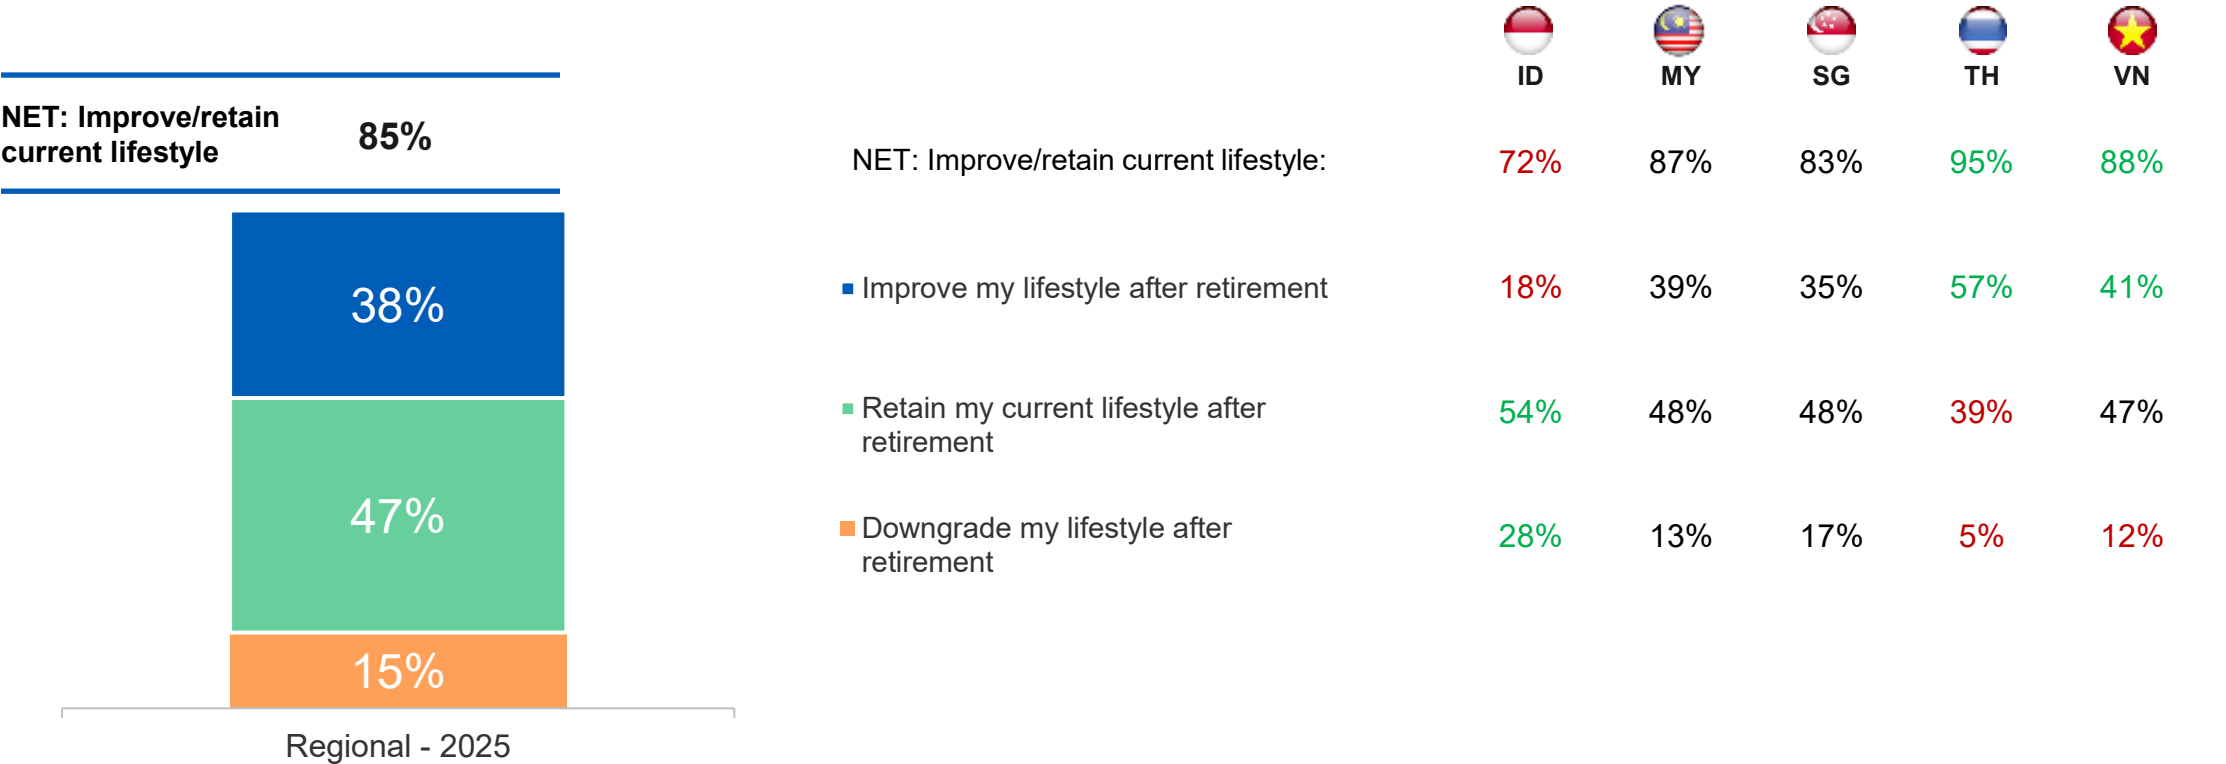 ID MY SG TH VN
NET: Improve/retain
current lifestyle
85%
NET: Improve/retain current lifestyle: 72% 87% 83% 95% 88%
38%
Improve my lifestyle after retirement 18% 39% 35% 57% 41%
47%
Retain my current lifestyle after
retirement
54% 48% 48% 39% 47%
15%
Downgrade my lifestyle after
retirement
28% 13% 17% 5% 12%
Regional - 2025